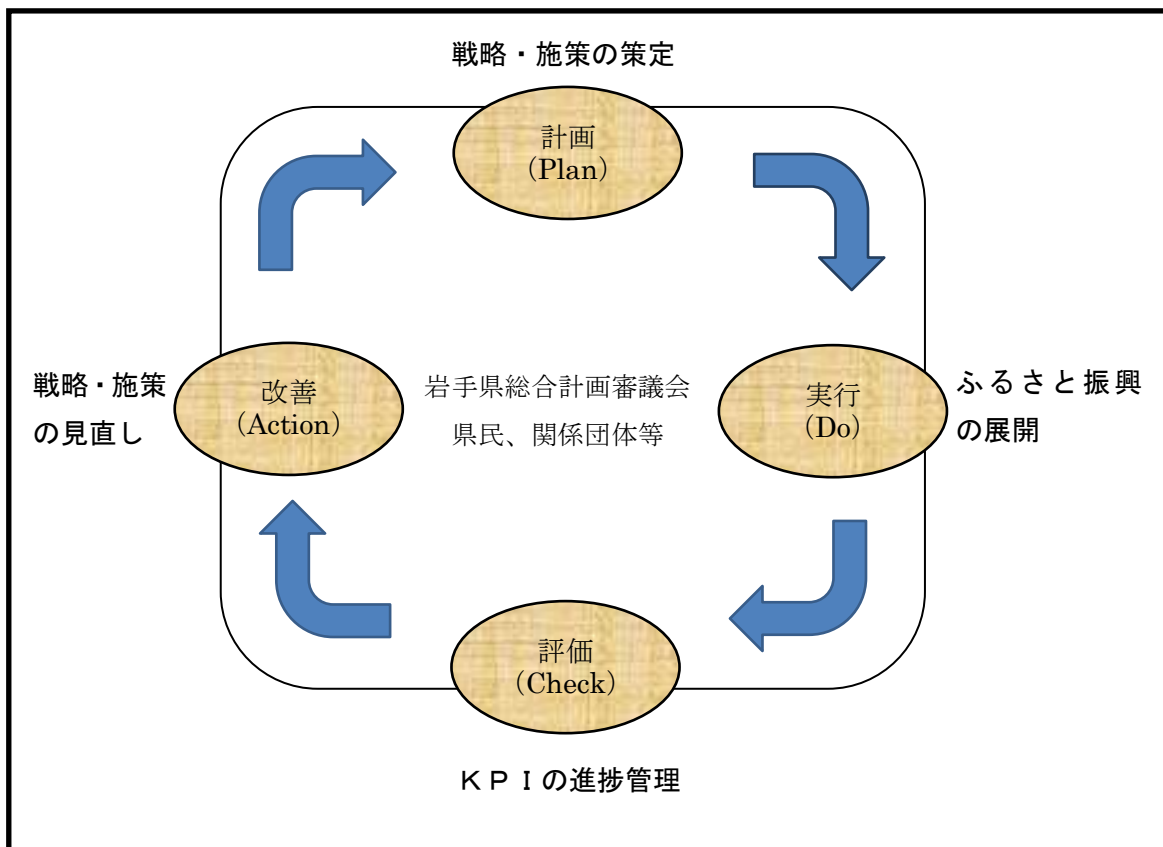 戦略・施策の策定
計画
(Plan)
戦略・施策
の見直し
改善
(Action)
岩手県総合計画審議会
県民、関係団体等
実行
(Do)
ふるさと振興
の展開
評価
(Check)
ＫＰＩの進捗管理